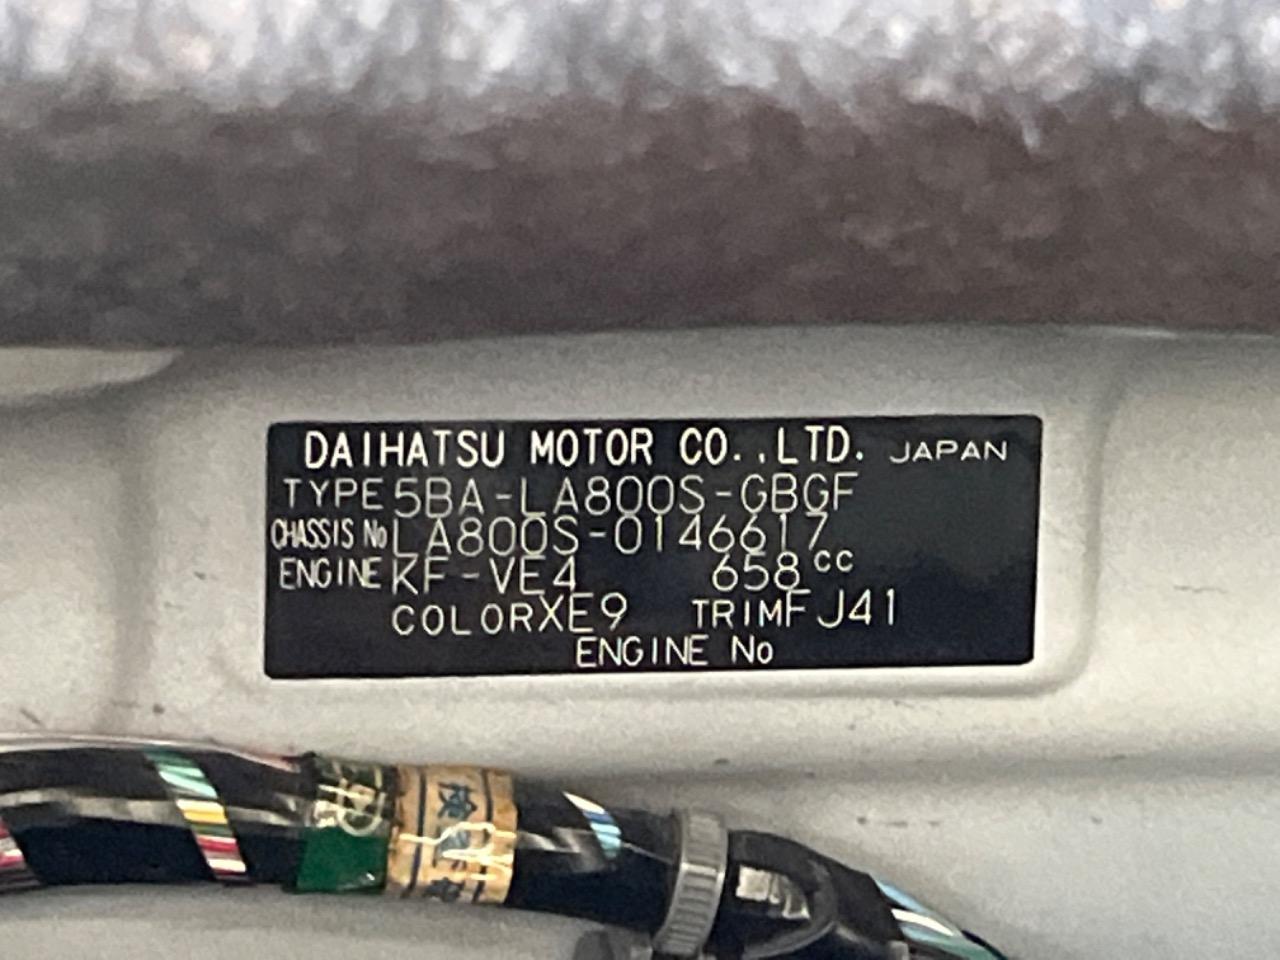 DAIHATSU MOTOR CO.,LTD. JAPAN
TYPE 5BA-LA800S-GBGF
CHASSIS No LA800S-0146617
ENGINE KF-VE4 658cc
COLOR XE9 TRIM FJ41
ENGINE No